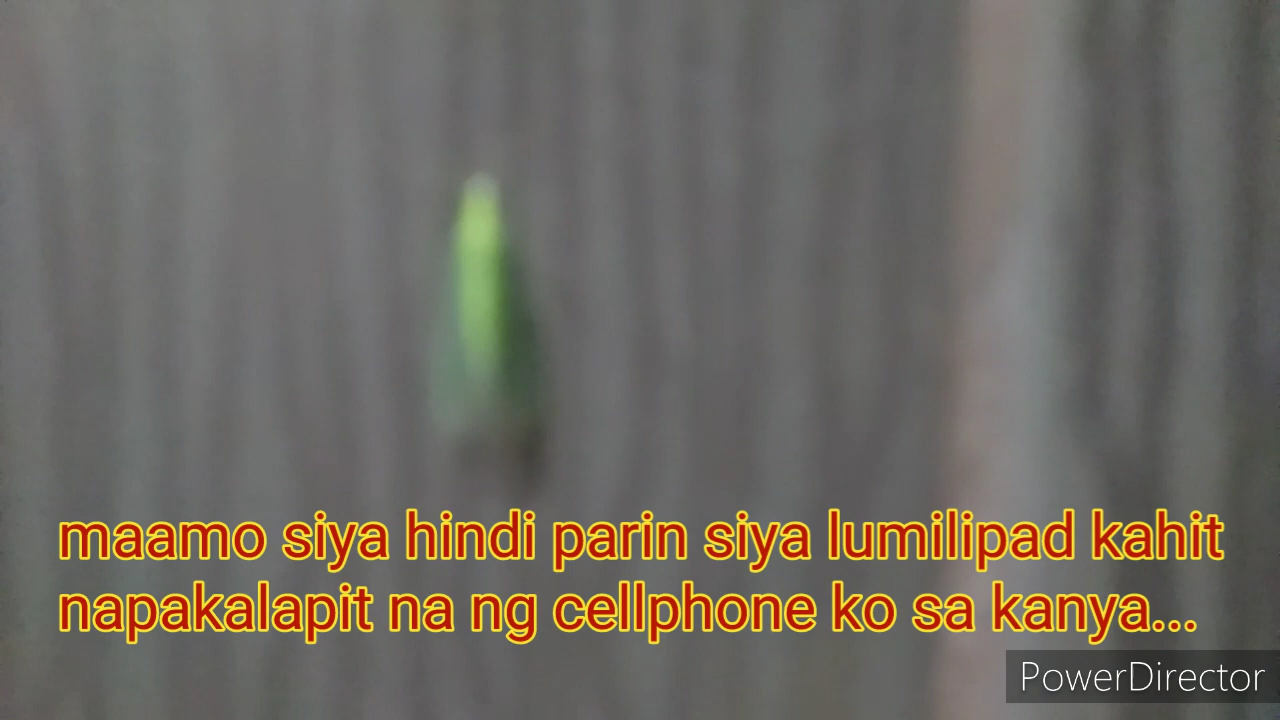 maamo siya hindi parin siya lumilipad kahit
napakalapit na ng cellphone ko sa kanya...
PowerDirector